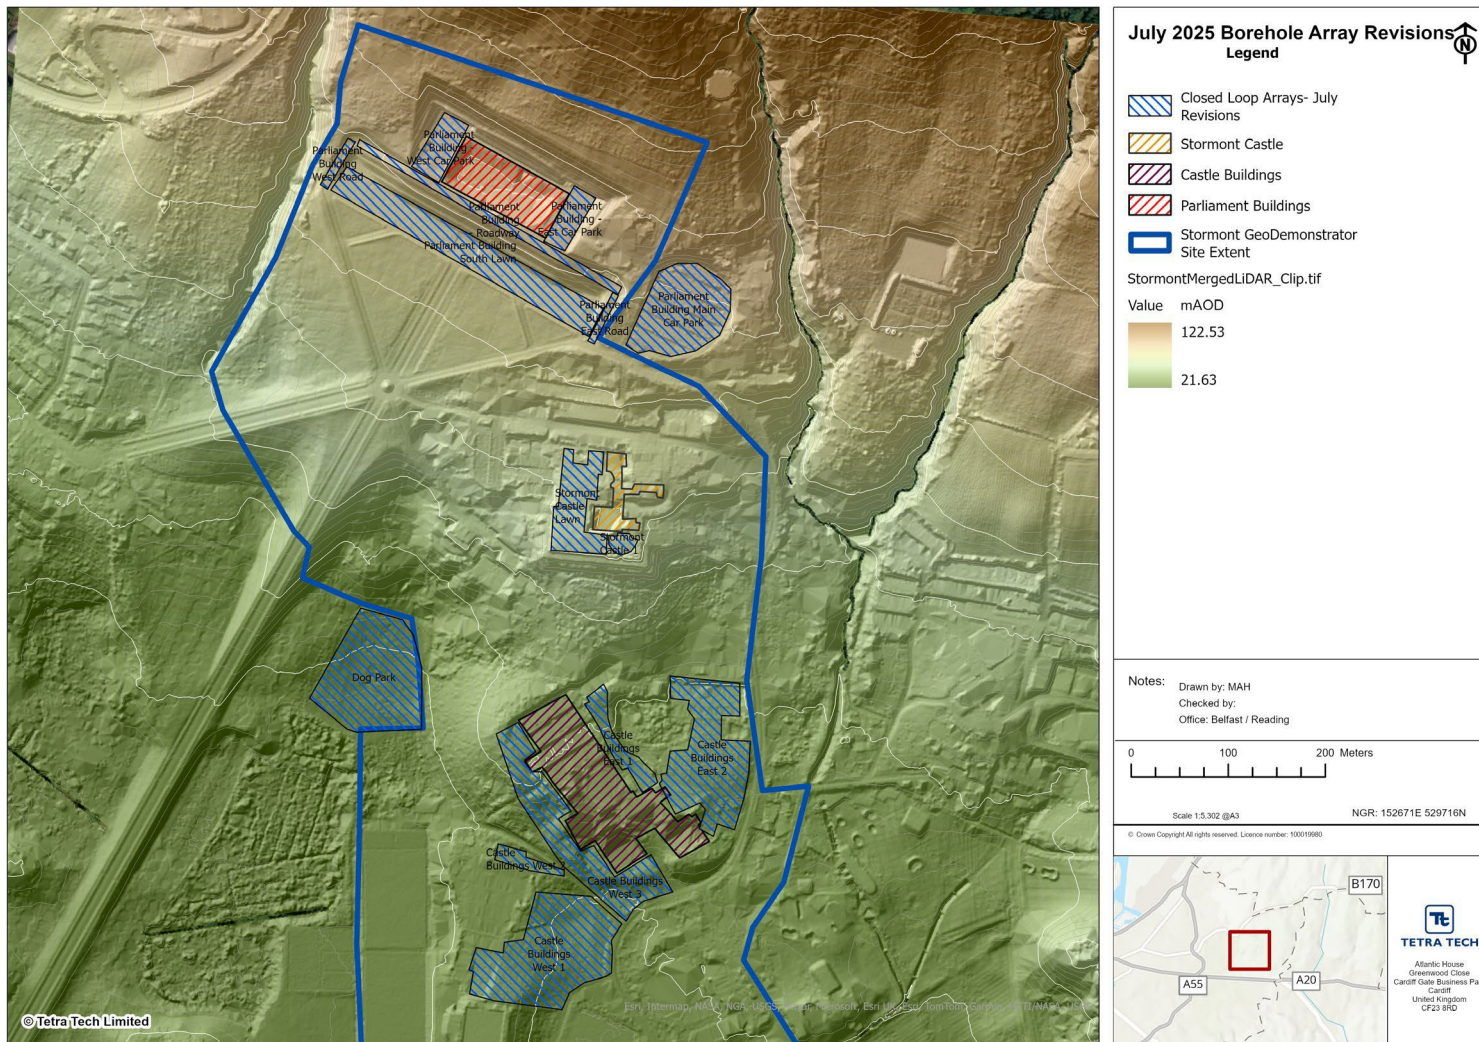 July 2025 Borehole Array Revisions
N
Legend
Closed Loop Arrays- July
Revisions
Stormont Castle
Castle Buildings
Parliament Buildings
Stormont GeoDemonstrator
Site Extent
StormontMergedLiDAR_Clip.tif
Value mAOD
122.53
21.63
Parliament
Building
West Car Park
Parliament
Building
West Road
Parliament
Building -
East Car Park
Parliament
Building
Roadway
Parliament Building
South Lawn
Parliament
Building
East Road
Parliament
Building Main
Car Park
Stormont
Castle
Lawn
Stormont
Castle 1
Dog Park
Castle
Buildings
East 1
Castle
Buildings
East 2
Castle
Buildings West 2
Castle Buildings
West 3
Castle
Buildings
West 1
© Tetra Tech Limited
Notes:
Drawn by: MAH
Checked by:
Office: Belfast / Reading
0 100 200 Meters
Scale 1:5,302 @A3
NGR: 152671E 529716N
© Crown Copyright All rights reserved. Licence number: 100019980
B170
A55
A20
Tt
TETRA TECH
Atlantic House
Greenwood Close
Cardiff Gate Business Pa
Cardiff
United Kingdom
CF23 8RD